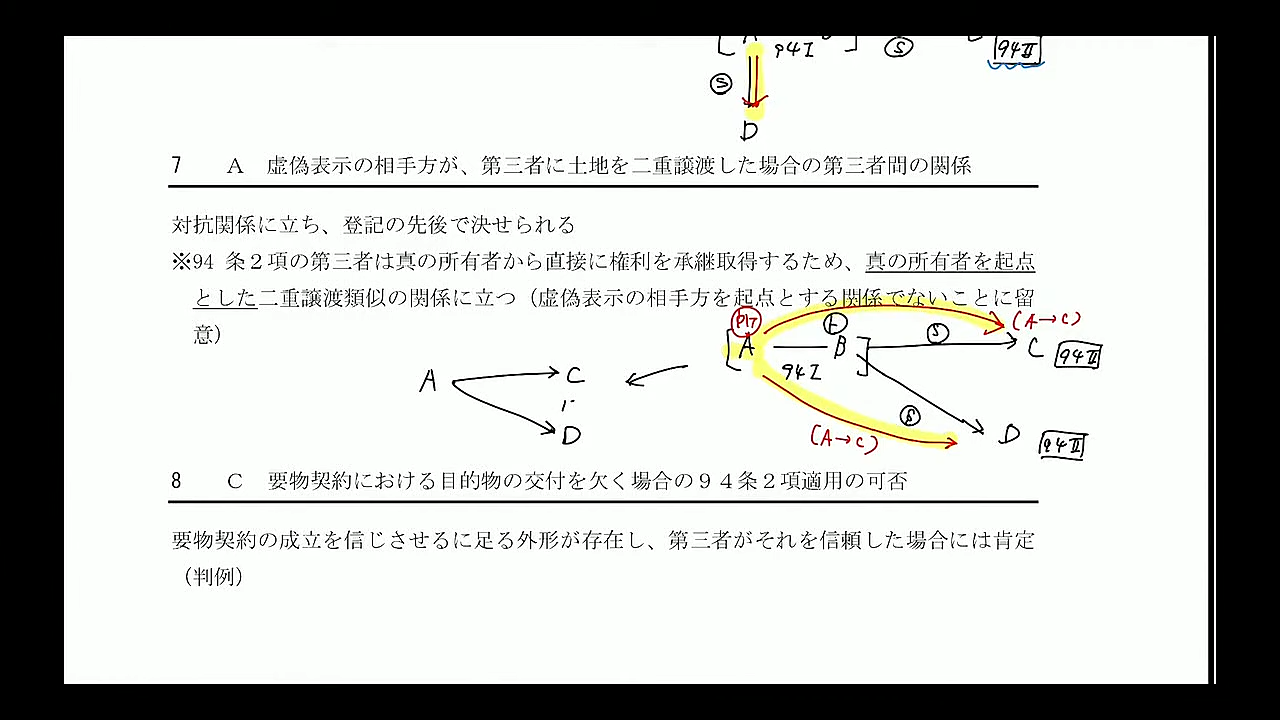 94Ⅰ
Ⓢ
94Ⅱ
Ⓢ
D
7 A 虚偽表示の相手方が、第三者に土地を二重譲渡した場合の第三者間の関係
対抗関係に立ち、登記の先後で決せられる
※94 条２項の第三者は真の所有者から直接に権利を承継取得するため、真の所有者を起点
とした二重譲渡類似の関係に立つ（虚偽表示の相手方を起点とする関係でないことに留
意）
(A→C)
A
B
Ⓢ
C
94Ⅱ
94Ⅰ
A
C
D
Ⓢ
(A→C)
D
94Ⅱ
8 C 要物契約における目的物の交付を欠く場合の９４条２項適用の可否
要物契約の成立を信じさせるに足る外形が存在し、第三者がそれを信頼した場合には肯定
（判例）